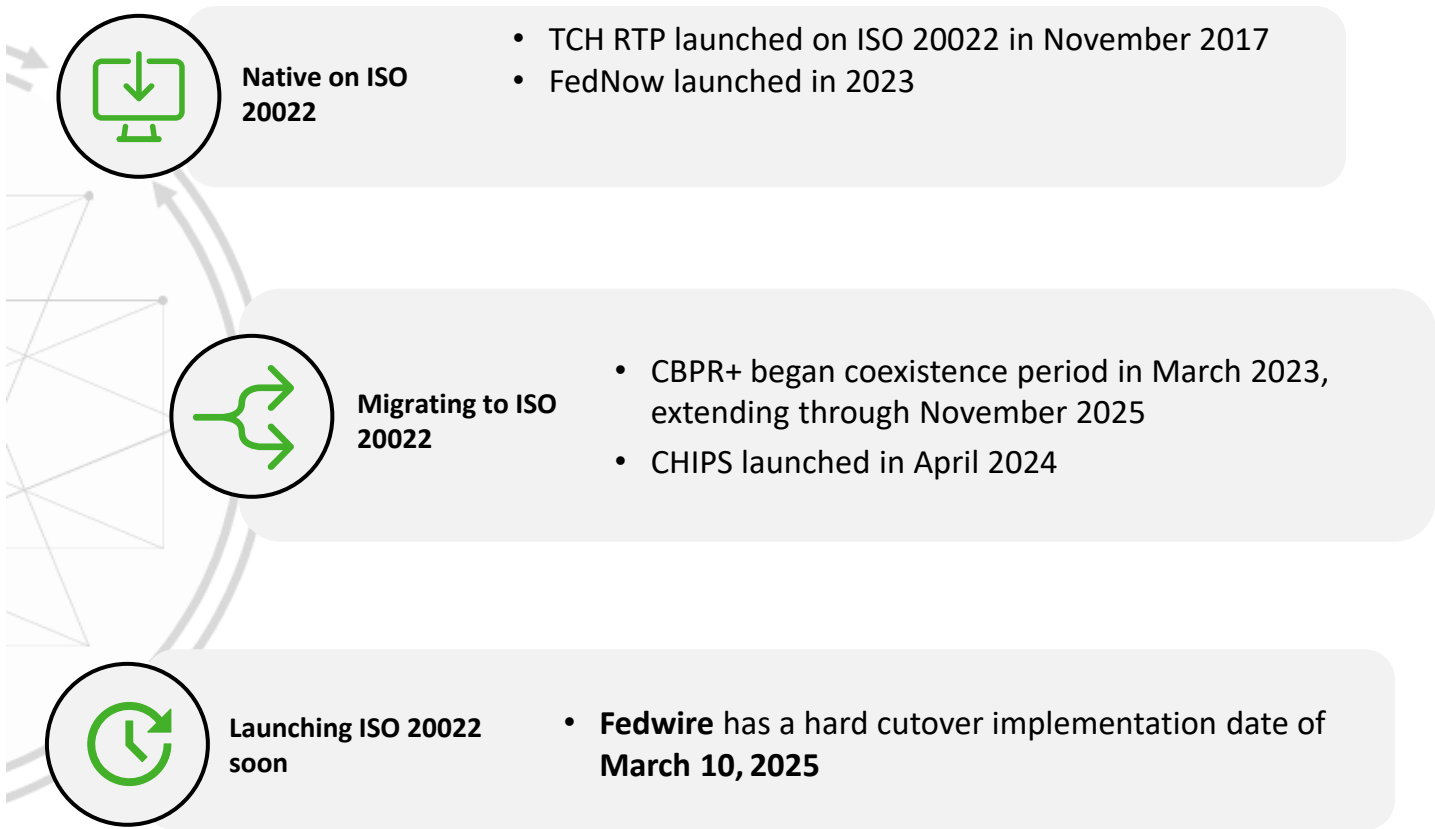 Native on ISO
20022
• TCH RTP launched on ISO 20022 in November 2017
• FedNow launched in 2023
Migrating to ISO
20022
• CBPR+ began coexistence period in March 2023,
extending through November 2025
• CHIPS launched in April 2024
Launching ISO 20022
soon
• Fedwire has a hard cutover implementation date of
March 10, 2025